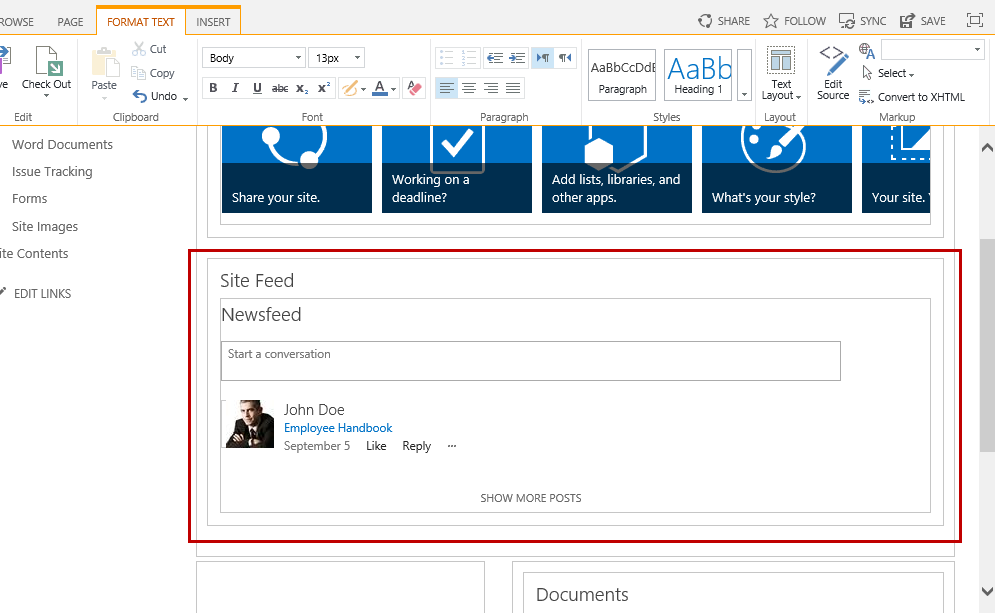 ROWSE PAGE FORMAT TEXT INSERT SHARE FOLLOW SYNC SAVE
ve Check Out Paste Cut Copy Undo
Body 13px
B I U abc X₂ X² A
AaBbCcDdE AaBb
Paragraph Heading 1
Text Layout Edit Source Select Convert to XHTML
Edit Clipboard Font Paragraph Styles Layout Markup
Word Documents
Issue Tracking
Forms
Site Images
ite Contents
EDIT LINKS
Share your site.
Working on a
deadline?
Add lists, libraries, and
other apps.
What's your style?
Your site.
Site Feed
Newsfeed
Start a conversation
John Doe
Employee Handbook
September 5 Like Reply ...
SHOW MORE POSTS
Documents